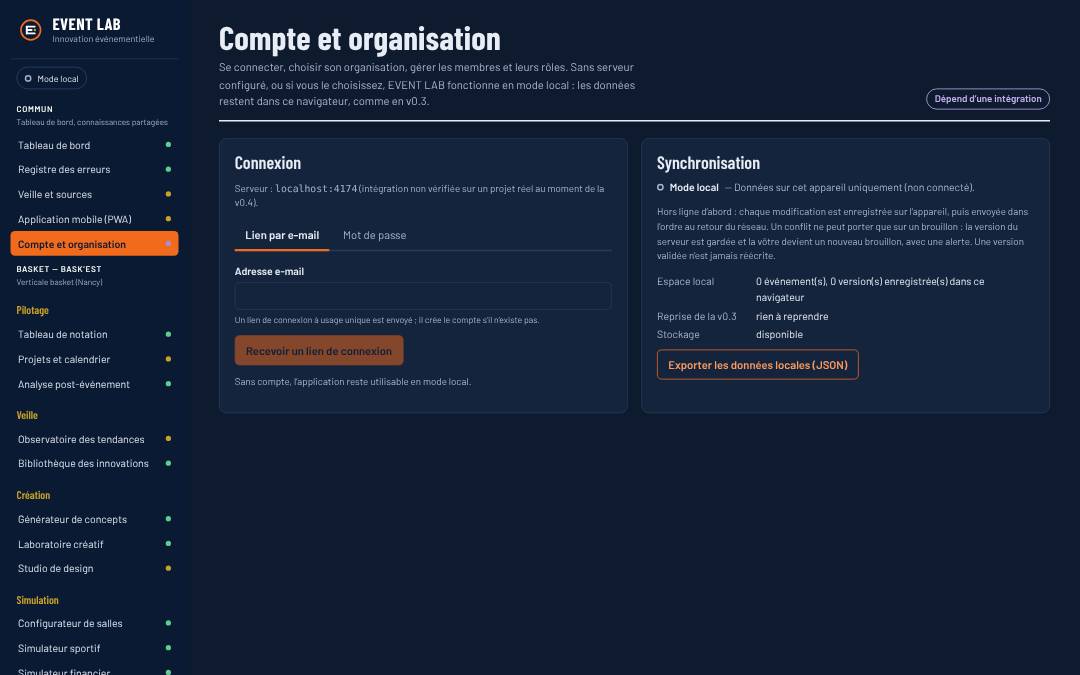 EVENT LAB
Innovation événementielle
Mode local
COMMUN
Tableau de bord, connaissances partagées
Tableau de bord
Registre des erreurs
Veille et sources
Application mobile (PWA)
Compte et organisation
BASKET — BASK'EST
Verticale basket (Nancy)
Pilotage
Tableau de notation
Projets et calendrier
Analyse post-événement
Veille
Observatoire des tendances
Bibliothèque des innovations
Création
Générateur de concepts
Laboratoire créatif
Studio de design
Simulation
Configurateur de salles
Simulateur sportif
Simulateur financier
Compte et organisation
Se connecter, choisir son organisation, gérer les membres et leurs rôles. Sans serveur
configuré, ou si vous le choisissez, EVENT LAB fonctionne en mode local : les données
restent dans ce navigateur, comme en v0.3.
Dépend d'une intégration
Connexion
Serveur : localhost:4174 (intégration non vérifiée sur un projet réel au moment de la
v0.4).
Lien par e-mail
Mot de passe
Adresse e-mail
Un lien de connexion à usage unique est envoyé ; il crée le compte s'il n'existe pas.
Recevoir un lien de connexion
Sans compte, l'application reste utilisable en mode local.
Synchronisation
Mode local — Données sur cet appareil uniquement (non connecté).
Hors ligne d'abord : chaque modification est enregistrée sur l'appareil, puis envoyée dans
l'ordre au retour du réseau. Un conflit ne peut porter que sur un brouillon : la version du
serveur est gardée et la vôtre devient un nouveau brouillon, avec une alerte. Une version
validée n'est jamais réécrite.
Espace local
0 événement(s), 0 version(s) enregistrée(s) dans ce
navigateur
Reprise de la v0.3
rien à reprendre
Stockage
disponible
Exporter les données locales (JSON)